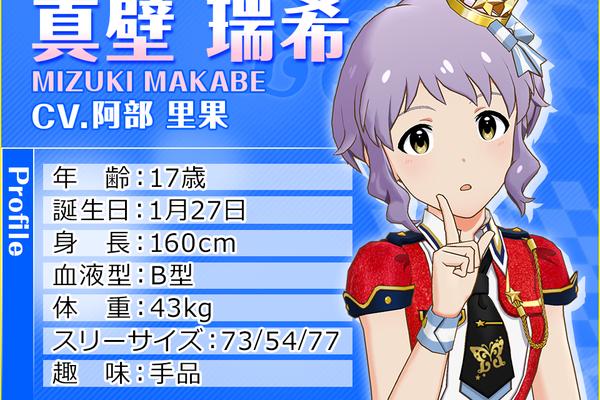 真壁 瑞希
MIZUKI MAKABE
CV.阿部 里果
Profile
年 齢：17歳
誕生日：1月27日
身 長：160cm
血液型：B型
体 重：43kg
スリーサイズ：73/54/77
趣 味：手品